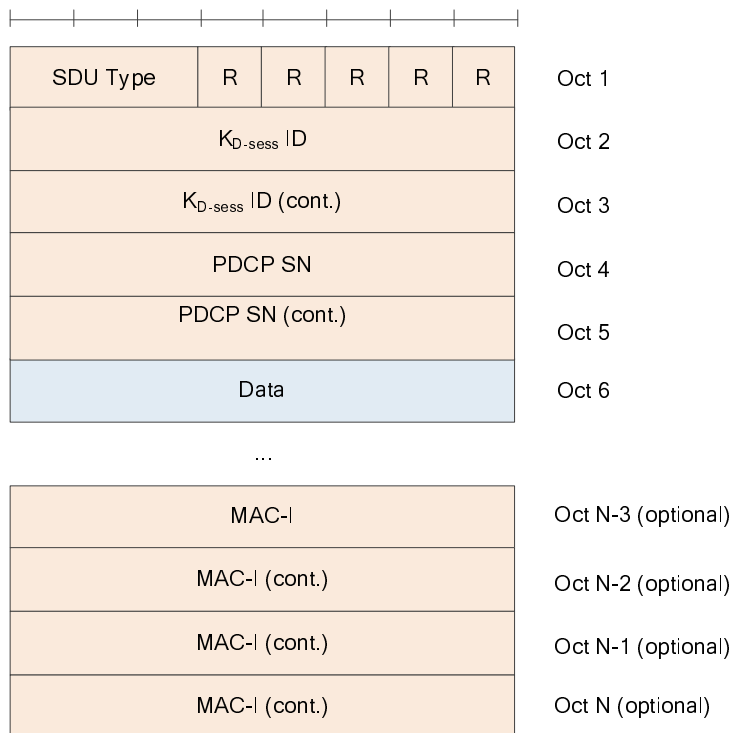 SDU Type R R R R R Oct 1
K_D-sess ID Oct 2
K_D-sess ID (cont.) Oct 3
PDCP SN Oct 4
PDCP SN (cont.) Oct 5
Data Oct 6
...
MAC-I Oct N-3 (optional)
MAC-I (cont.) Oct N-2 (optional)
MAC-I (cont.) Oct N-1 (optional)
MAC-I (cont.) Oct N (optional)